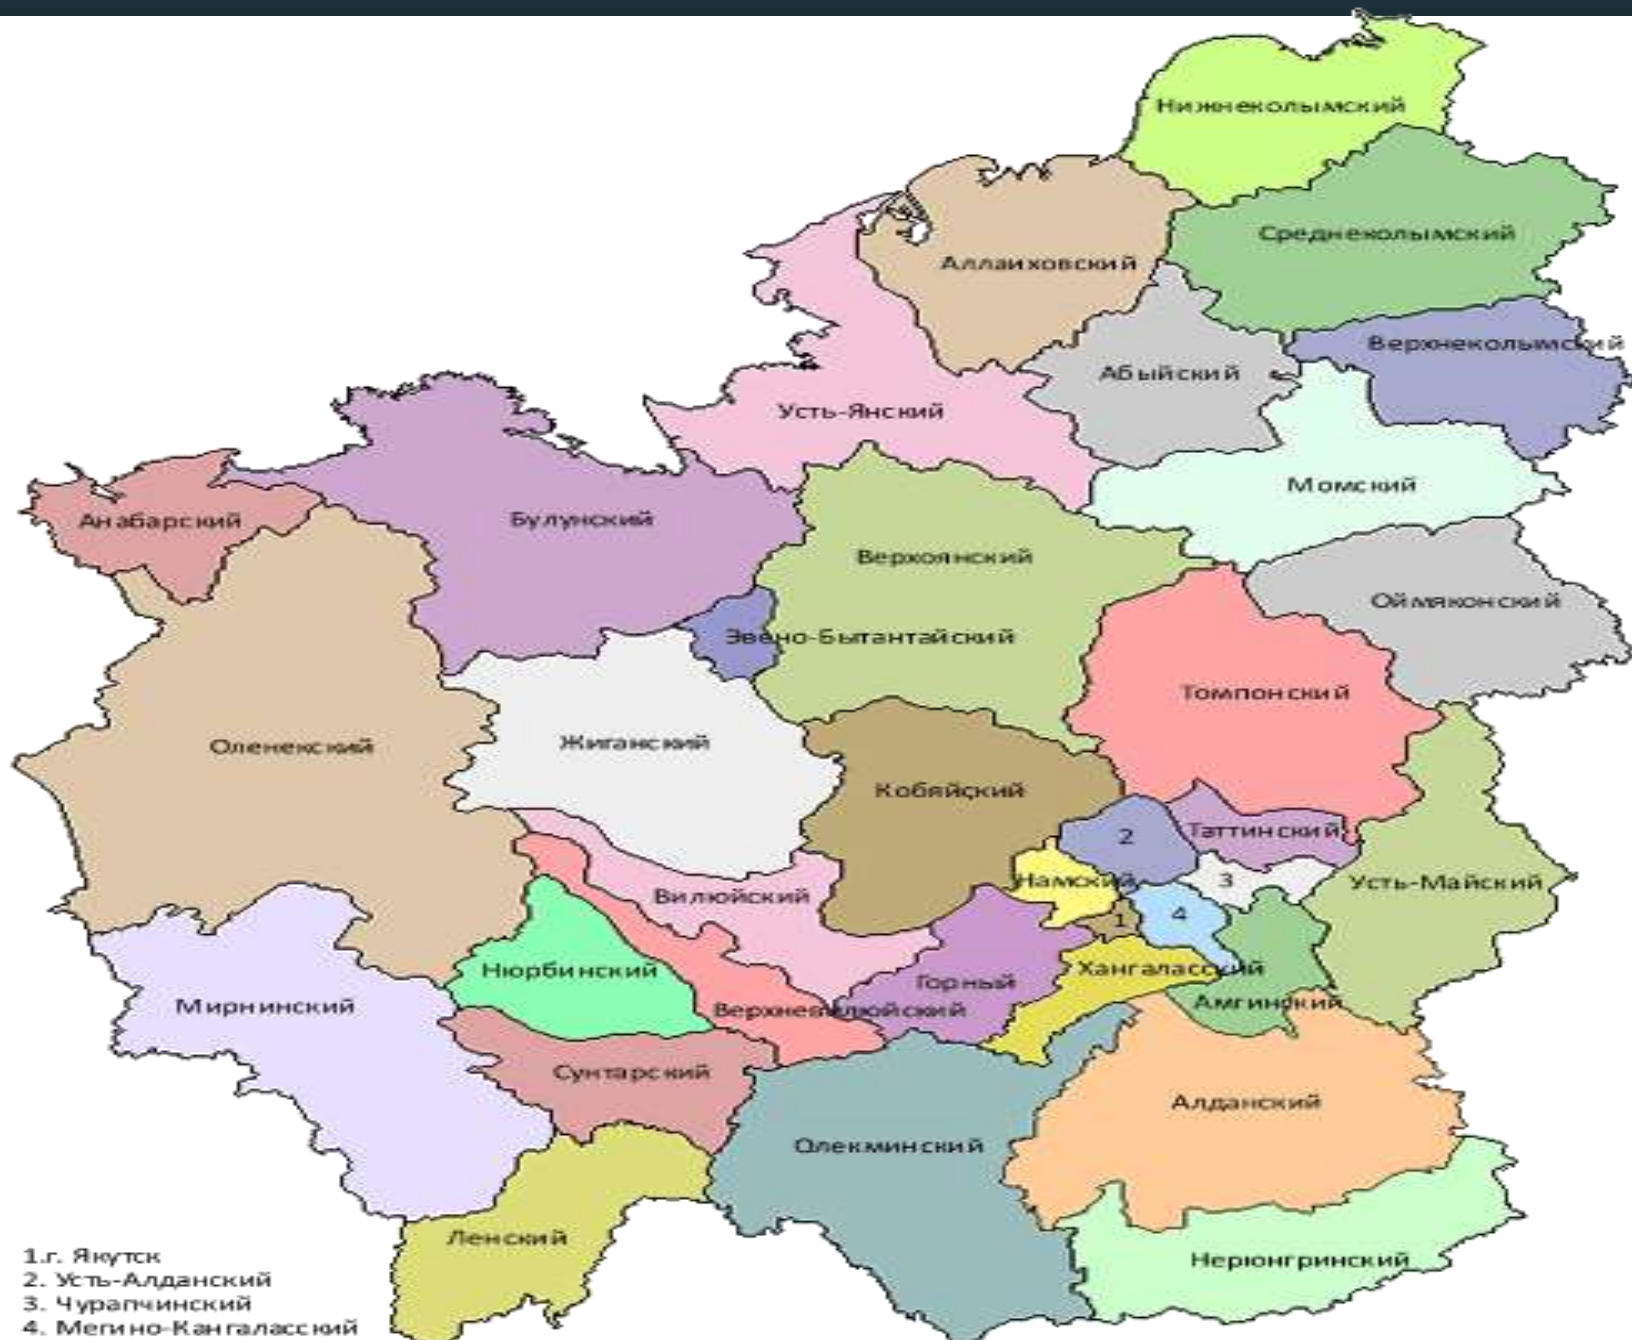 Нижнеколымский
Среднеколымский
Аллаиховский
Верхнеколымский
Абыйский
Усть-Янский
Момский
Анабарский
Булунский
Верхоянский
Оймяконский
Эвено-Бытантайский
Томпонский
Оленекский
Жиганский
Кобяйский
2
Таттинский
Намский
3
Усть-Майский
Вилюйский
1
4
Нюрбинский
Хангаласский
Горный
Мирнинский
Верхневилюйский
Амгинский
Сунтарский
Алданский
Олекминский
Ленский
Нерюнгринский
1.г. Якутск
2. Усть-Алданский
3. Чурапчинский
4. Мегино-Кангаласский